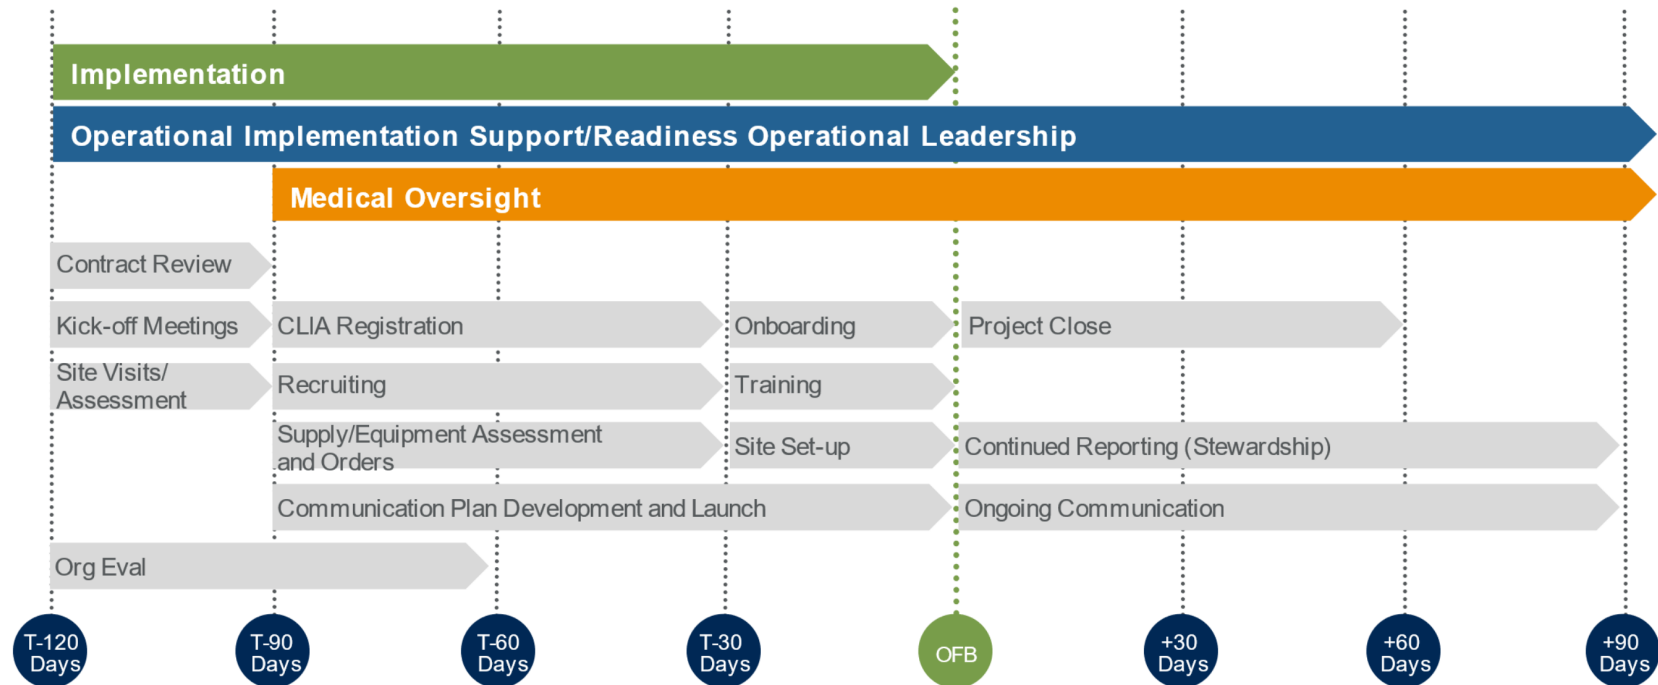 Implementation
Operational Implementation Support/Readiness Operational Leadership
Medical Oversight
Contract Review
Kick-off Meetings
CLIA Registration
Onboarding
Project Close
Site Visits/
Assessment
Recruiting
Training
Supply/Equipment Assessment
and Orders
Site Set-up
Continued Reporting (Stewardship)
Communication Plan Development and Launch
Ongoing Communication
Org Eval
T-120
Days
T-90
Days
T-60
Days
T-30
Days
OFB
+30
Days
+60
Days
+90
Days